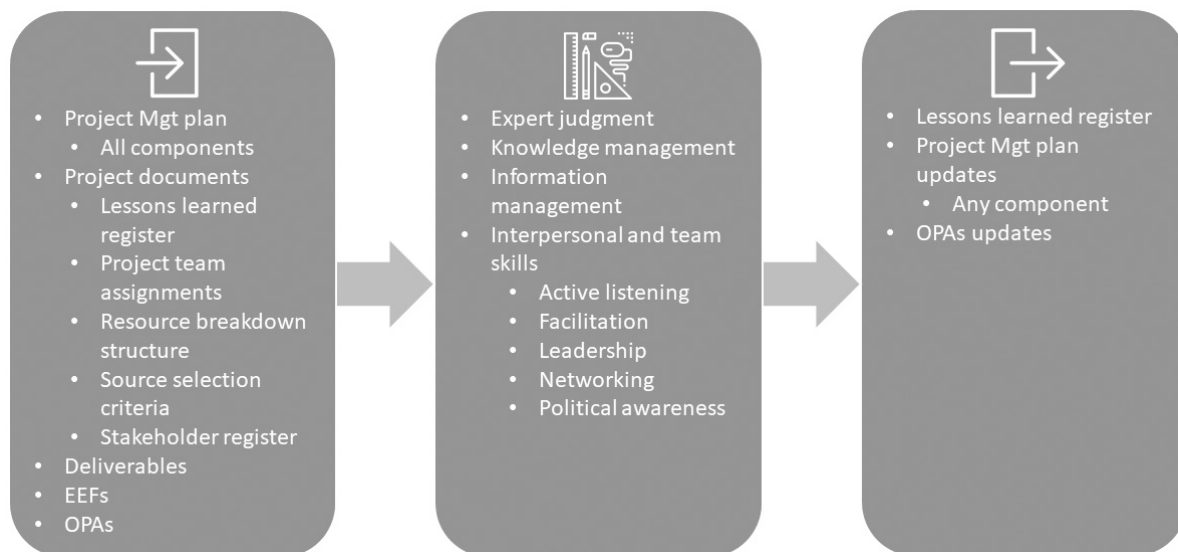 Project Mgt plan
All components
Project documents
Lessons learned
register
Project team
assignments
Resource breakdown
structure
Source selection
criteria
Stakeholder register
Deliverables
EEFs
OPAs
Expert judgment
Knowledge management
Information
management
Interpersonal and team
skills
Active listening
Facilitation
Leadership
Networking
Political awareness
Lessons learned register
Project Mgt plan
updates
Any component
OPAs updates